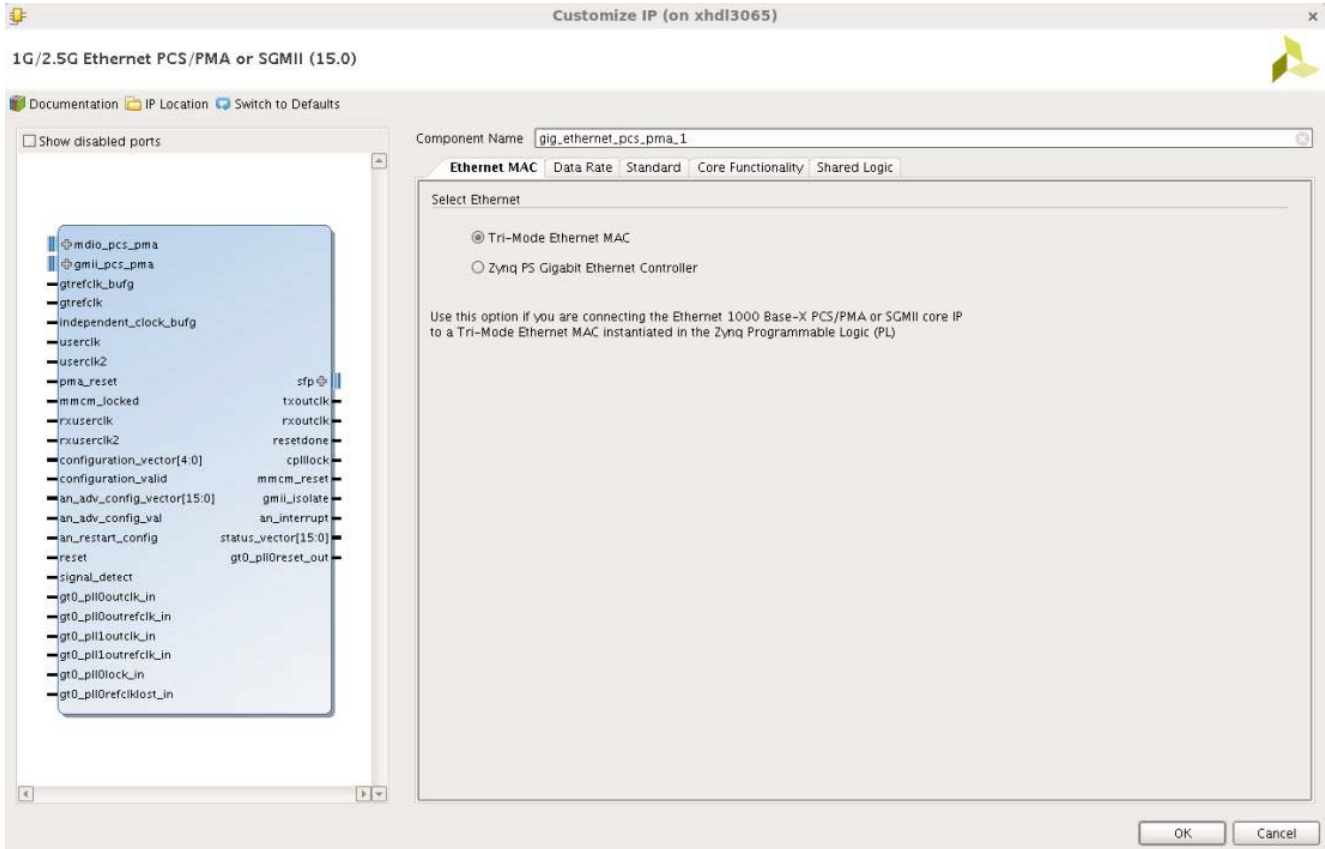 Customize IP (on xhdl3065)
1G/2.5G Ethernet PCS/PMA or SGMII (15.0)
Documentation IP Location Switch to Defaults
Show disabled ports
mdio_pcs_pma
gmii_pcs_pma
gtrefclk_bufg
gtrefclk
independent_clock_bufg
userclk
userclk2
pma_reset
mmcm_locked
rxuserclk
rxuserclk2
configuration_vector[4:0]
configuration_valid
an_adv_config_vector[15:0]
an_adv_config_val
an_restart_config
reset
signal_detect
gt0_pll0outclk_in
gt0_pll0outrefclk_in
gt0_pll1outclk_in
gt0_pll1outrefclk_in
gt0_pll0lock_in
gt0_pll0refclklost_in
sfp
txoutclk
rxoutclk
resetdone
cplllock
mmcm_reset
gmii_isolate
an_interrupt
status_vector[15:0]
gt0_pll0reset_out
Component Name gig_ethernet_pcs_pma_1
Ethernet MAC Data Rate Standard Core Functionality Shared Logic
Select Ethernet
Tri-Mode Ethernet MAC
Zynq PS Gigabit Ethernet Controller
Use this option if you are connecting the Ethernet 1000 Base-X PCS/PMA or SGMII core IP
to a Tri-Mode Ethernet MAC instantiated in the Zynq Programmable Logic (PL)
OK Cancel